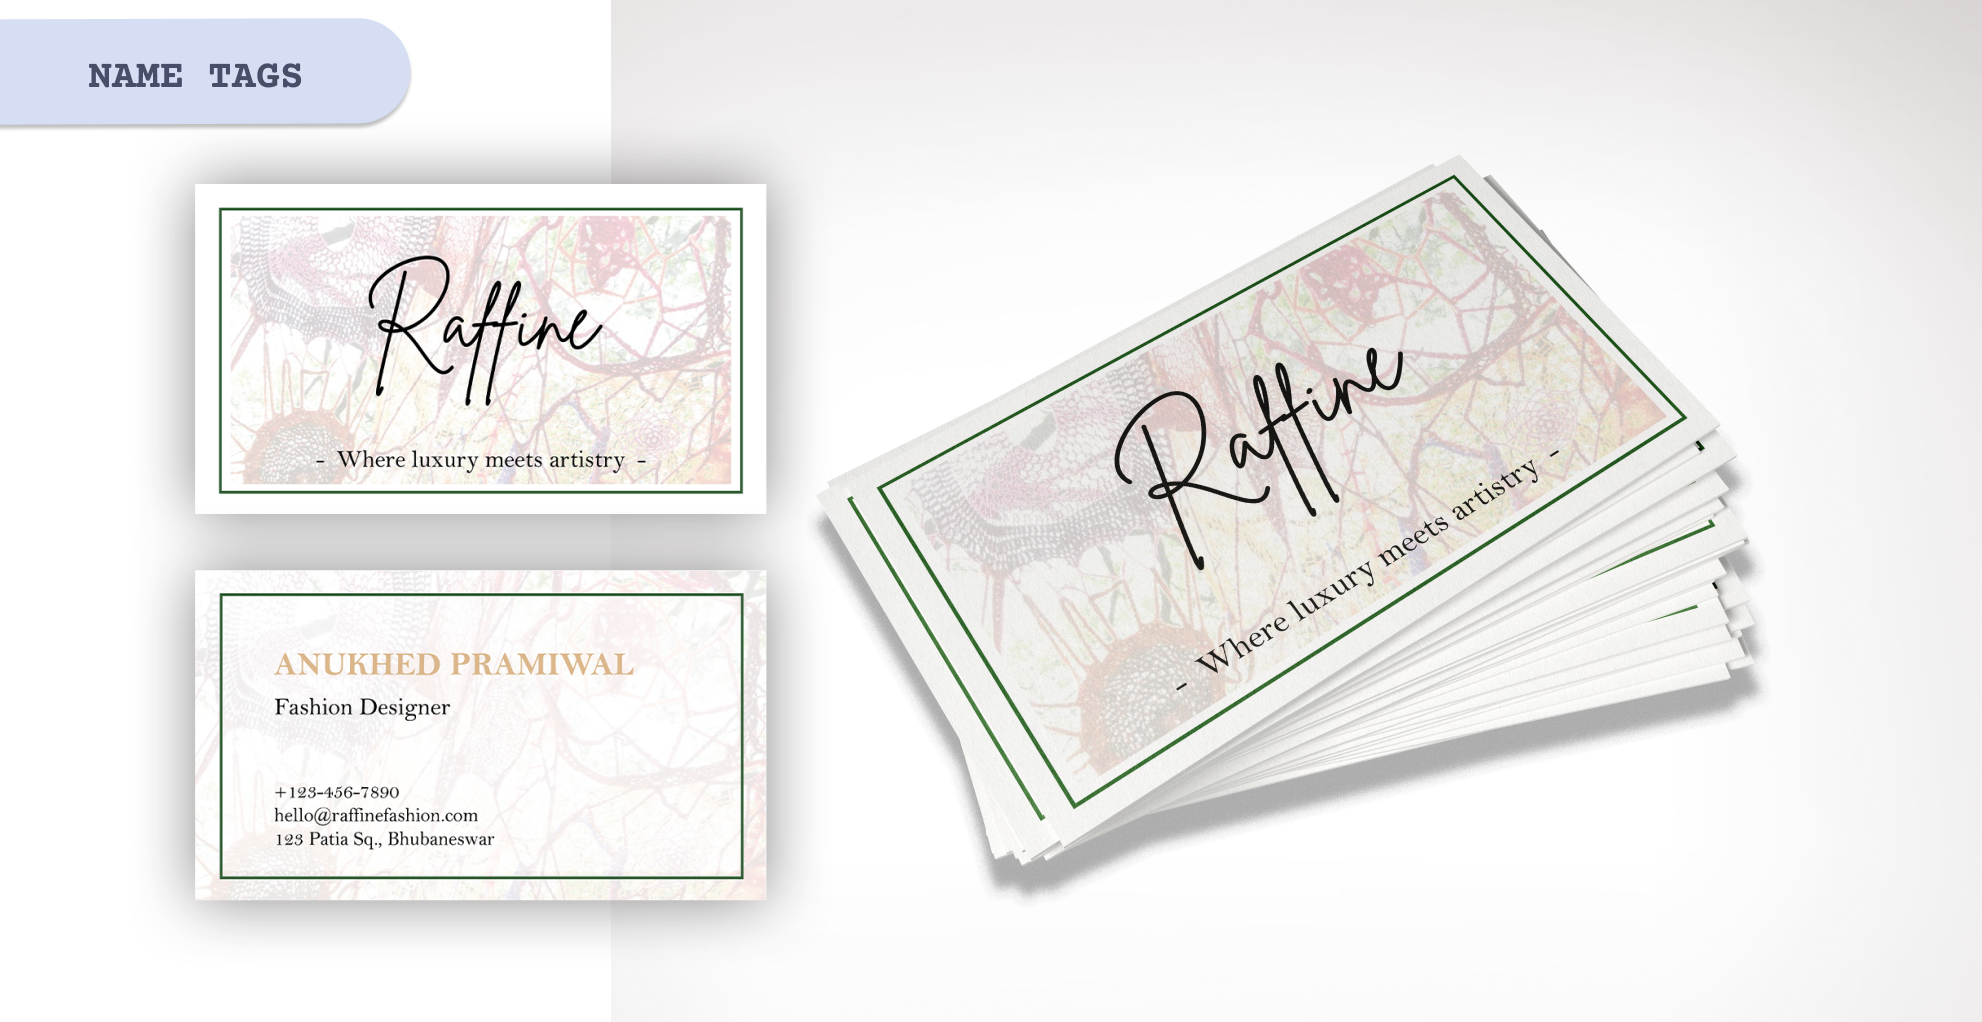 NAME TAGS
Raffine
- Where luxury meets artistry -
ANUKHED PRAMIWAL
Fashion Designer
+123-456-7890
hello@raffinefashion.com
123 Patia Sq., Bhubaneswar
Raffine
- Where luxury meets artistry -